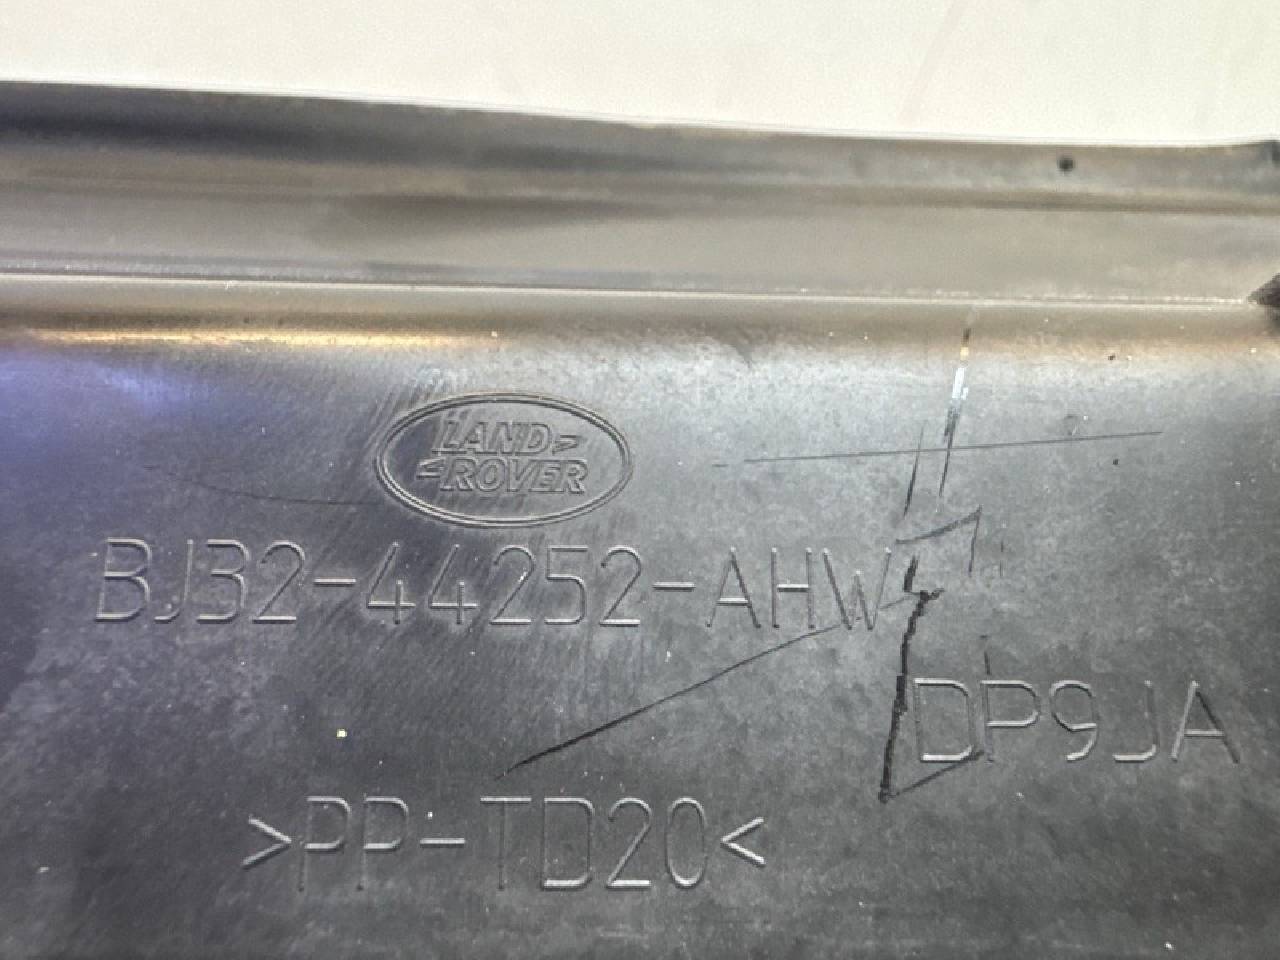 LAND
ROVER
BJ32-44252-AHW
DP9JA
>PP-TD20<